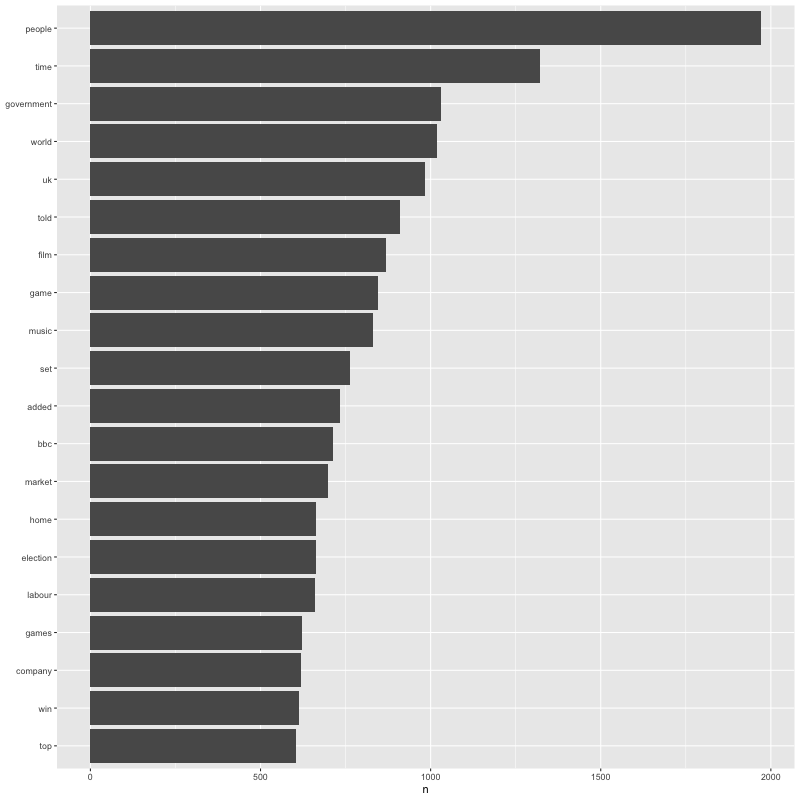 people
time
government
world
uk
told
film
game
music
set
added
bbc
market
home
election
labour
games
company
win
top
0 500 1000 1500 2000
n